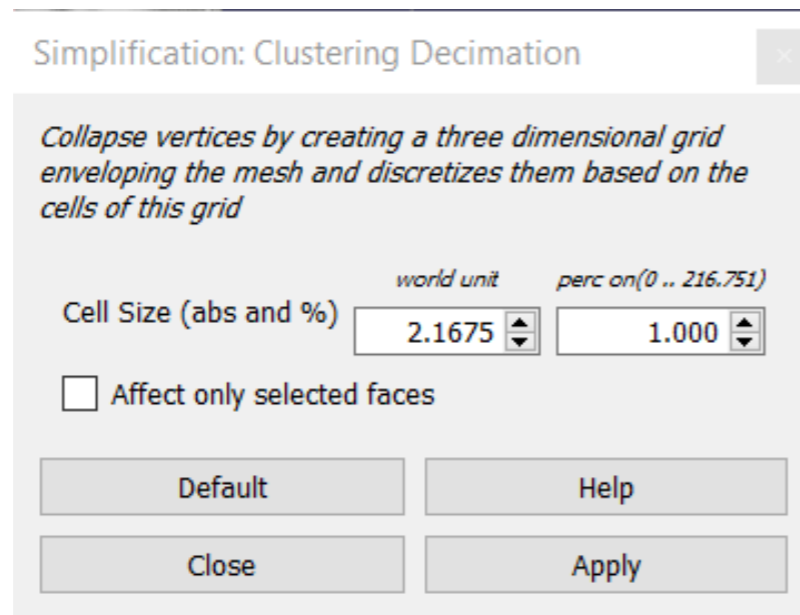 Simplification: Clustering Decimation
Collapse vertices by creating a three dimensional grid
enveloping the mesh and discretizes them based on the
cells of this grid
world unit perc on(0 .. 216.751)
Cell Size (abs and %) 2.1675 1.000
Affect only selected faces
Default Help
Close Apply